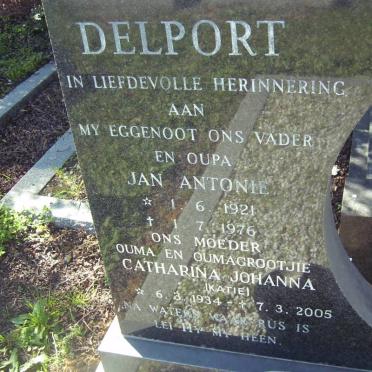 DELPORT
IN LIEFDEVOLLE HERINNERING
AAN
MY EGGENOOT ONS VADER
EN OUPA
JAN ANTONIE
☆ 1 . 6 . 1921
† 1 . 7 . 1976
ONS MOEDER
OUMA EN OUMAGROOTJIE
CATHARINA JOHANNA
(KATIE)
☆ 6.3.1934 - † 7.3.2005
NA WATERS WAAR RUS IS
LEI HY MY HEEN.